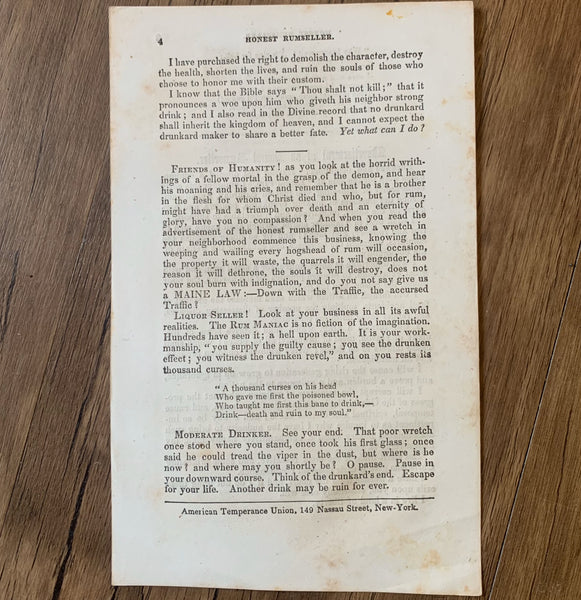 4 HONEST RUMSELLER.
I have purchased the right to demolish the character, destroy
the health, shorten the lives, and ruin the souls of those who
choose to honor me with their custom.
I know that the Bible says "Thou shalt not kill;" that it
pronounces a woe upon him who giveth his neighbor strong
drink; and I also read in the Divine record that no drunkard
shall inherit the kingdom of heaven, and I cannot expect the
drunkard maker to share a better fate. Yet what can I do?
FRIENDS OF HUMANITY! as you look at the horrid writh-
ings of a fellow mortal in the grasp of the demon, and hear
his moaning and his cries, and remember that he is a brother
in the flesh for whom Christ died and who, but for rum,
might have had a triumph over death and an eternity of
glory, have you no compassion? And when you read the
advertisement of the honest rumseller and see a wretch in
your neighborhood commence this business, knowing the
weeping and wailing every hogshead of rum will occasion,
the property it will waste, the quarrels it will engender, the
reason it will dethrone, the souls it will destroy, does not
your soul burn with indignation, and do you not say give us
a MAINE LAW:—Down with the Traffic, the accursed
Traffic?
LIQUOR SELLER! Look at your business in all its awful
realities. The RUM MANIAC is no fiction of the imagination.
Hundreds have seen it; a hell upon earth. It is your work-
manship, "you supply the guilty cause; you see the drunken
effect; you witness the drunken revel," and on you rests its
thousand curses.
"A thousand curses on his head
Who gave me first the poisoned bowl,
Who taught me first this bane to drink,—
Drink—death and ruin to my soul."
MODERATE DRINKER. See your end. That poor wretch
once stood where you stand, once took his first glass; once
said he could tread the viper in the dust, but where is he
now? and where may you shortly be? O pause. Pause in
your downward course. Think of the drunkard's end. Escape
for your life. Another drink may be ruin for ever.
American Temperance Union, 149 Nassau Street, New-York.